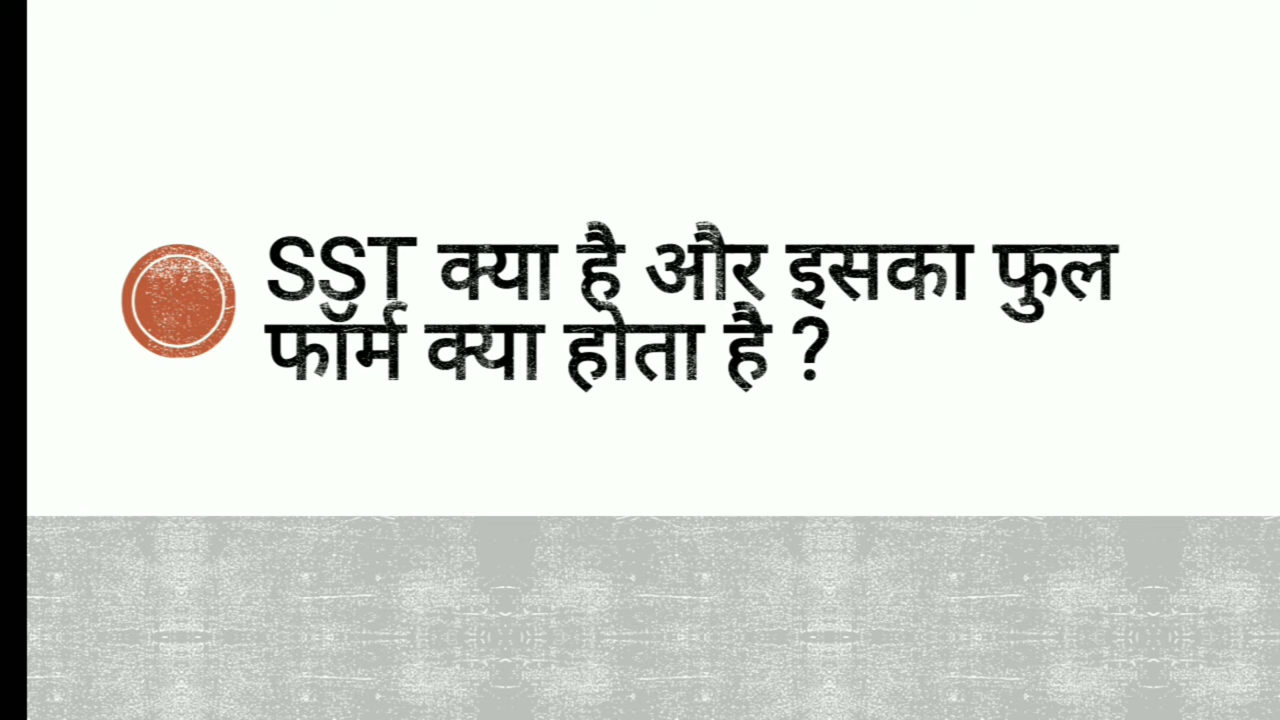 SST क्या है और इसका फुल
फॉर्म क्या होता है ?